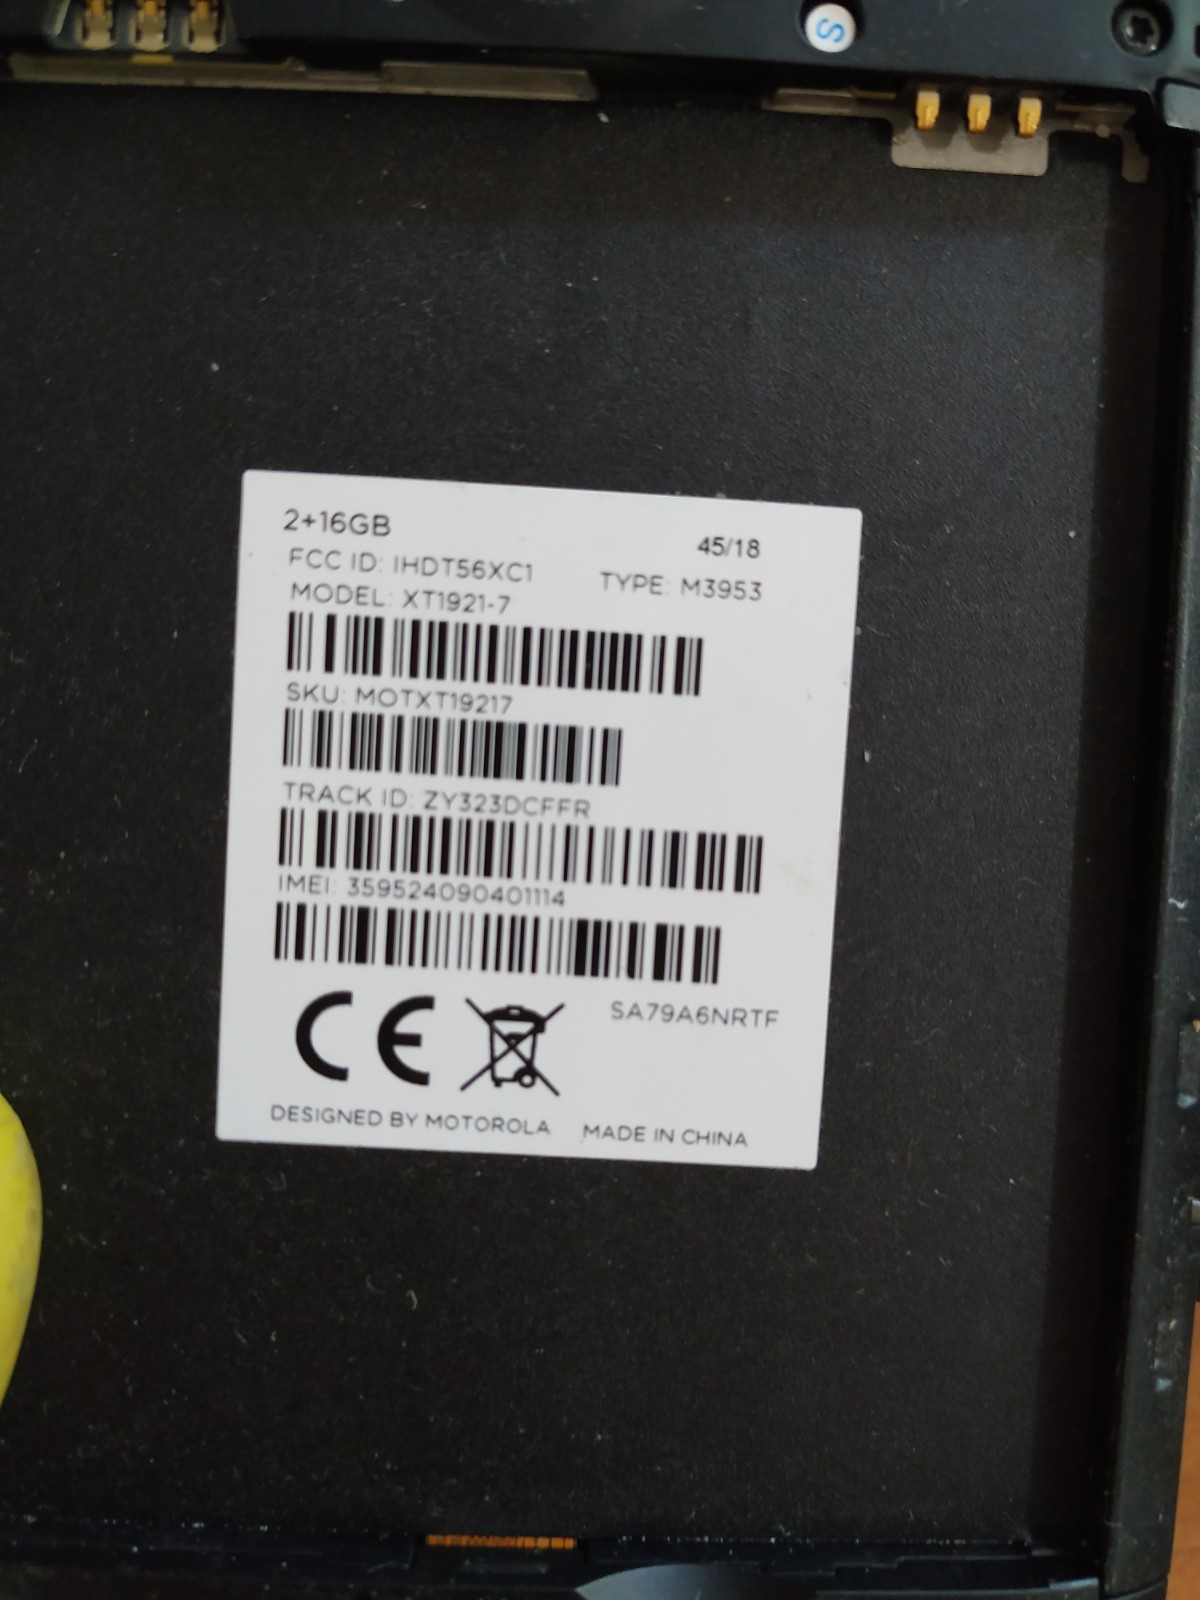 S
2+16GB
45/18
FCC ID: IHDT56XC1
TYPE: M3953
MODEL: XT1921-7
SKU: MOTXT19217
TRACK ID: ZY323DCFFR
IMEI: 359524090401114
CE
SA79A6NRTF
DESIGNED BY MOTOROLA MADE IN CHINA